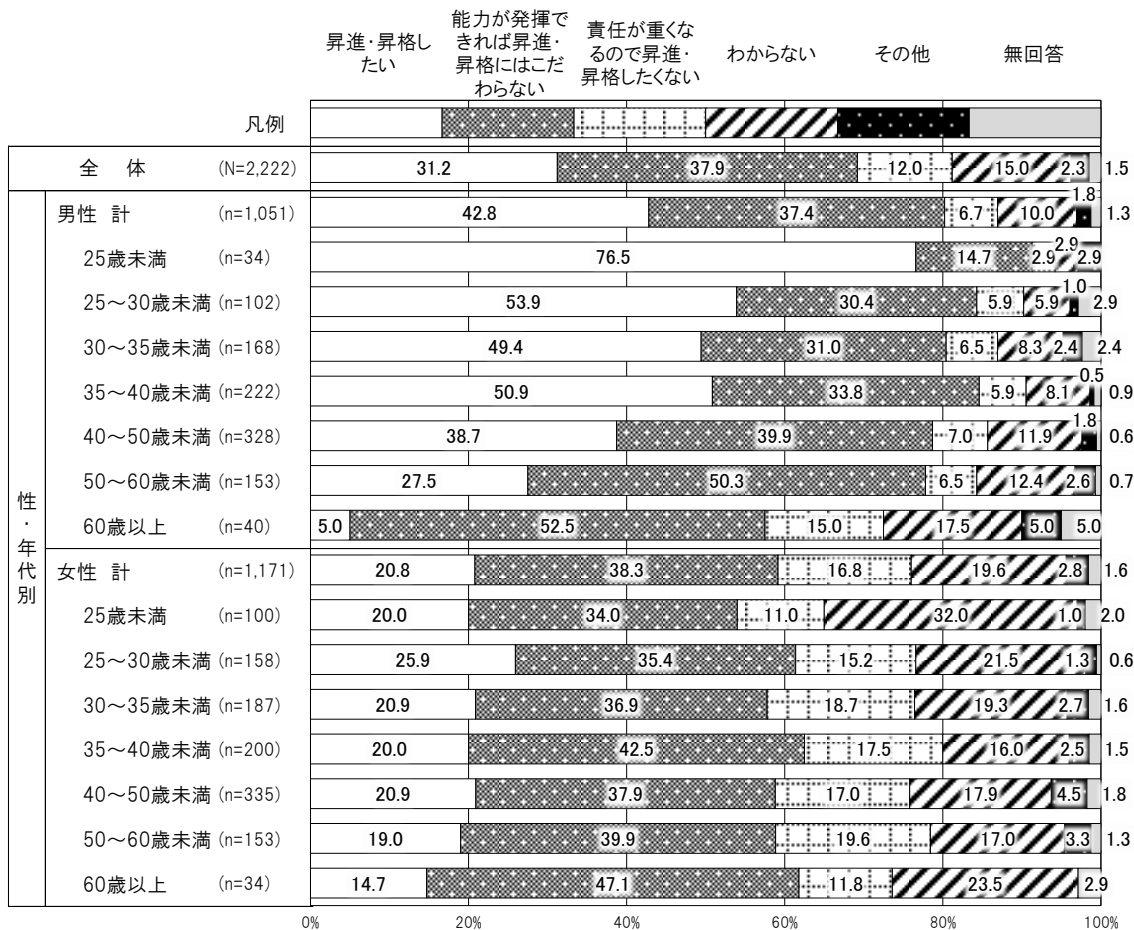 昇進・昇格し
たい
能力が発揮で
きれば昇進・
昇格にはこだ
わらない
責任が重くな
るので昇進・
昇格したくない
わからない
その他
無回答
凡例
全 体 (N=2,222) 31.2 37.9 12.0 15.0 2.3 1.5
性・年代別
男性 計 (n=1,051) 42.8 37.4 6.7 10.0 1.8 1.3
25歳未満 (n=34) 76.5 14.7 2.9 2.9 2.9
25～30歳未満 (n=102) 53.9 30.4 5.9 5.9 1.0 2.9
30～35歳未満 (n=168) 49.4 31.0 6.5 8.3 2.4 2.4
35～40歳未満 (n=222) 50.9 33.8 5.9 8.1 0.5 0.9
40～50歳未満 (n=328) 38.7 39.9 7.0 11.9 1.8 0.6
50～60歳未満 (n=153) 27.5 50.3 6.5 12.4 2.6 0.7
60歳以上 (n=40) 5.0 52.5 15.0 17.5 5.0 5.0
女性 計 (n=1,171) 20.8 38.3 16.8 19.6 2.8 1.6
25歳未満 (n=100) 20.0 34.0 11.0 32.0 1.0 2.0
25～30歳未満 (n=158) 25.9 35.4 15.2 21.5 1.3 0.6
30～35歳未満 (n=187) 20.9 36.9 18.7 19.3 2.7 1.6
35～40歳未満 (n=200) 20.0 42.5 17.5 16.0 2.5 1.5
40～50歳未満 (n=335) 20.9 37.9 17.0 17.9 4.5 1.8
50～60歳未満 (n=153) 19.0 39.9 19.6 17.0 3.3 1.3
60歳以上 (n=34) 14.7 47.1 11.8 23.5 2.9
0% 20% 40% 60% 80% 100%